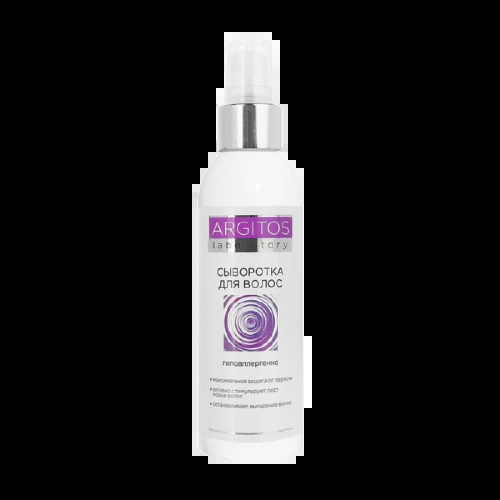 ARGITOS
laboratory
СЫВОРОТКА
ДЛЯ ВОЛОС
гипоаллергенно
• максимальная защита от перхоти
• активно стимулирует рост
новых волос
• останавливает выпадение волос